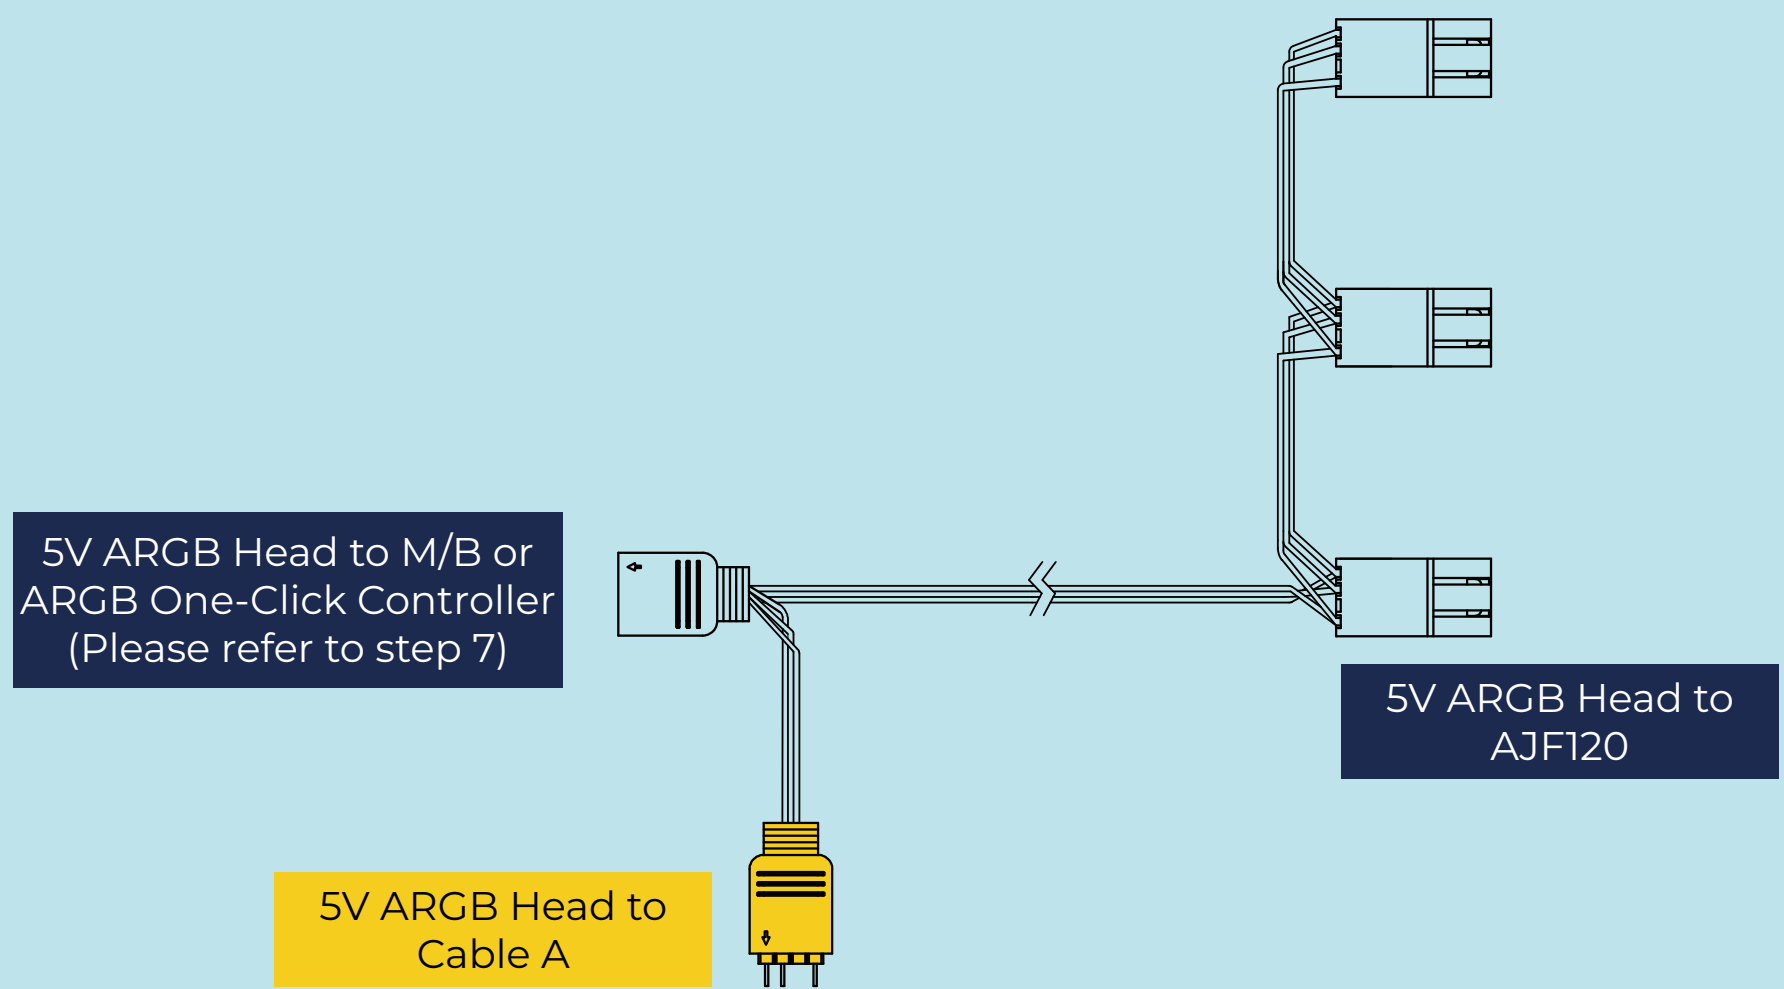 5V ARGB Head to M/B or
ARGB One-Click Controller
(Please refer to step 7)
5V ARGB Head to
AJF120
5V ARGB Head to
Cable A